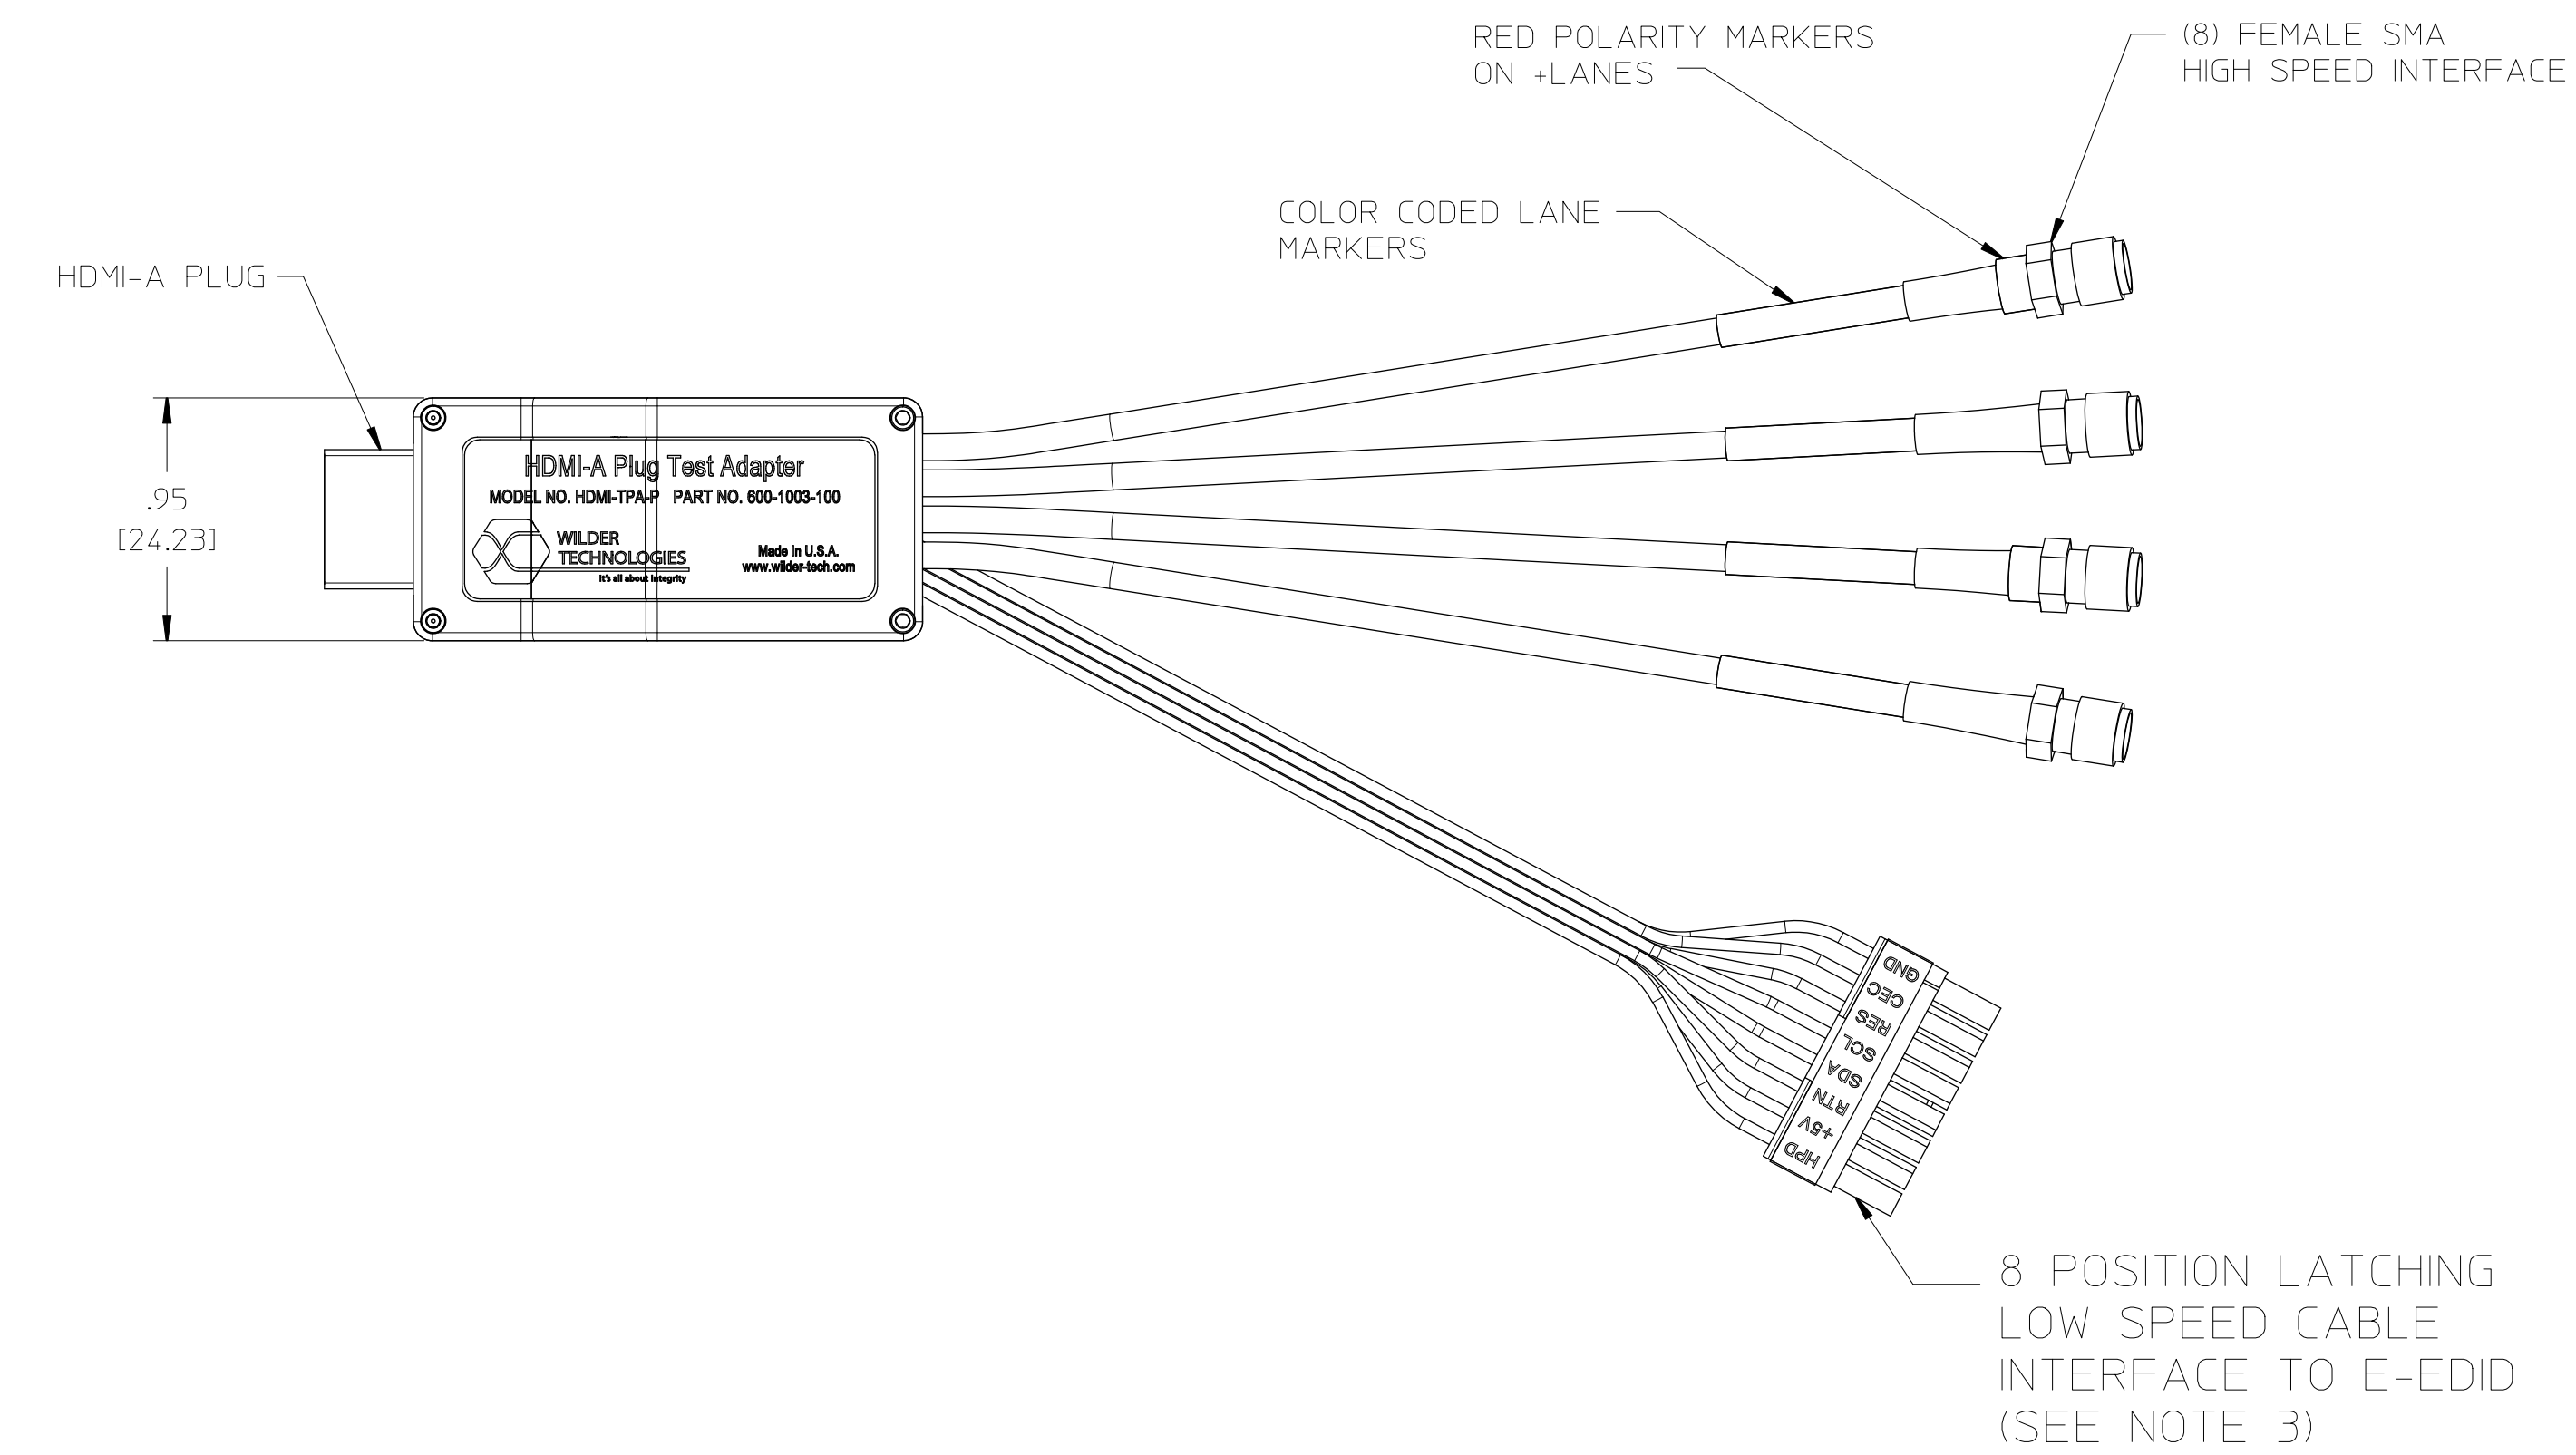 RED POLARITY MARKERS
ON +LANES
(8) FEMALE SMA
HIGH SPEED INTERFACE
COLOR CODED LANE
MARKERS
HDMI-A PLUG
.95
[24.23]
HDMI-A Plug Test Adapter
MODEL NO. HDMI-TPA-P PART NO. 600-1003-100
WILDER
TECHNOLOGIES
It's all about Integrity
Made in U.S.A.
www.wilder-tech.com
GND
CEC
RES
SCL
SDA
RTN
+5V
HPD
8 POSITION LATCHING
LOW SPEED CABLE
INTERFACE TO E-EDID
(SEE NOTE 3)